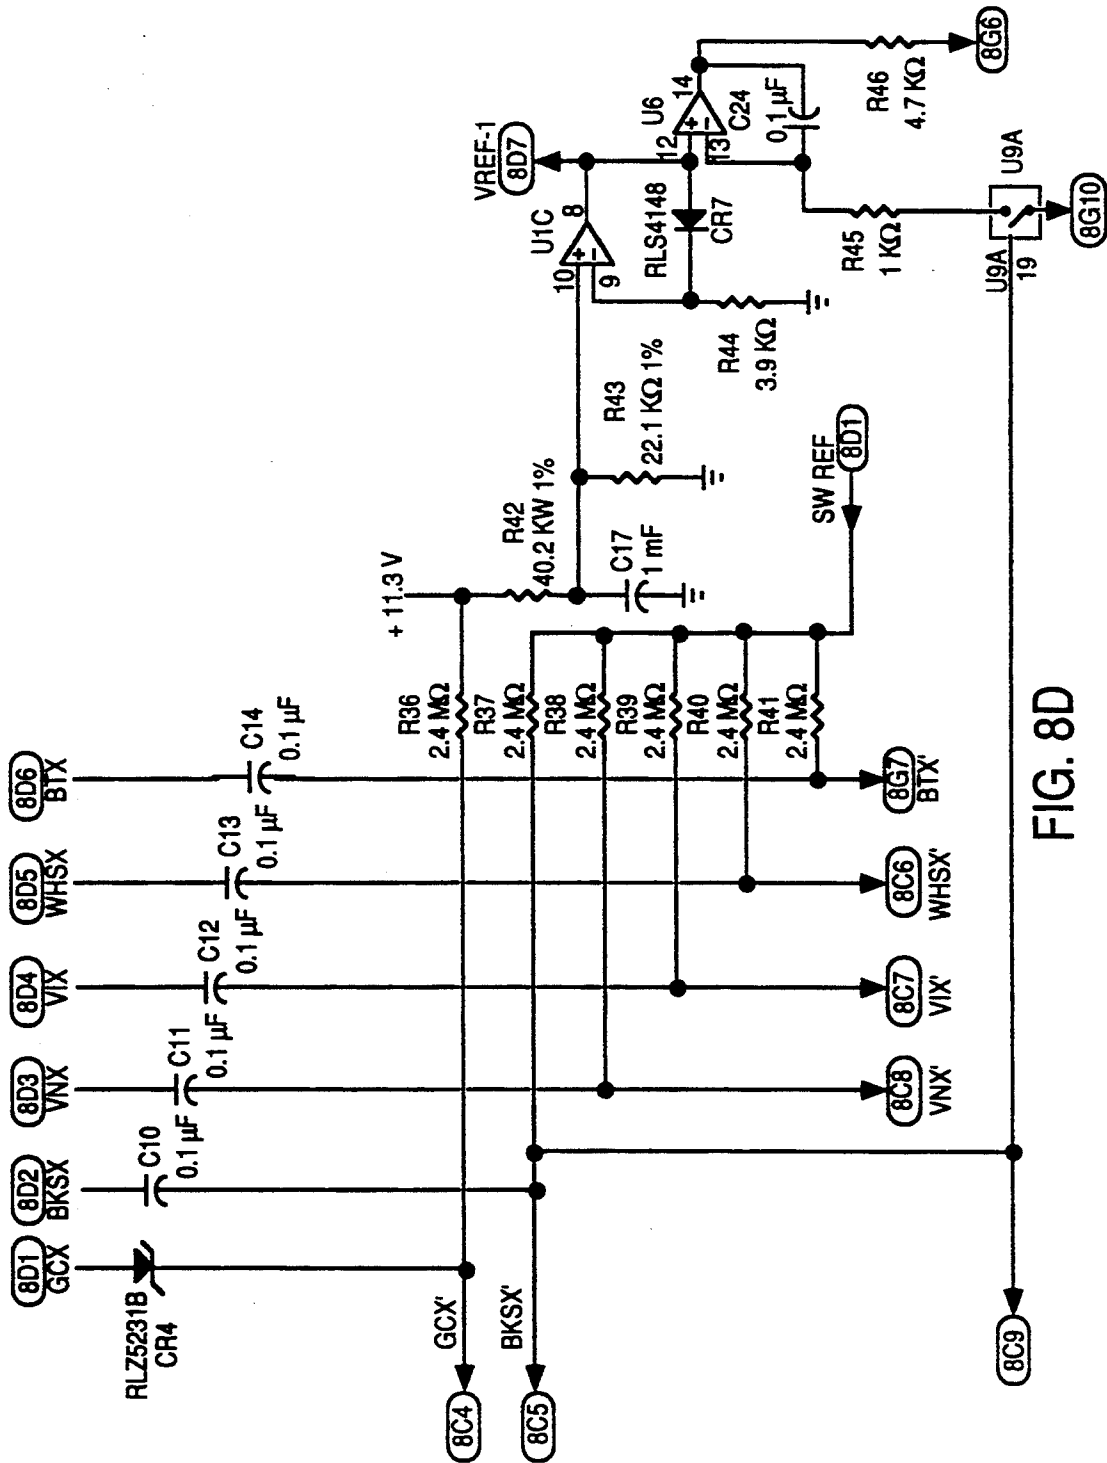 8D1
GCX
8D2
BKSX
8D3
VNX
8D4
VIX
8D5
WHSX
8D6
BTX
RLZ5231B
CR4
C10
0.1 µF
C11
0.1 µF
C12
0.1 µF
C13
0.1 µF
C14
0.1 µF
GCX'
8C4
BKSX'
8C5
R36
2.4 MΩ
R37
2.4 MΩ
R38
2.4 MΩ
R39
2.4 MΩ
R40
2.4 MΩ
R41
2.4 MΩ
+ 11.3 V
R42
40.2 KW 1%
C17
1 mF
R43
22.1 KΩ 1%
SW REF
8D1
10
9
U1C
8
VREF-1
8D7
RLS4148
CR7
R44
3.9 KΩ
12
13
U6
14
C24
0.1 µF
R46
4.7 KΩ
8G6
R45
1 KΩ
U9A
19
U9A
8G10
8C8
VNX'
8C7
VIX'
8C6
WHSX'
8G7
BTX'
8C9
FIG. 8D